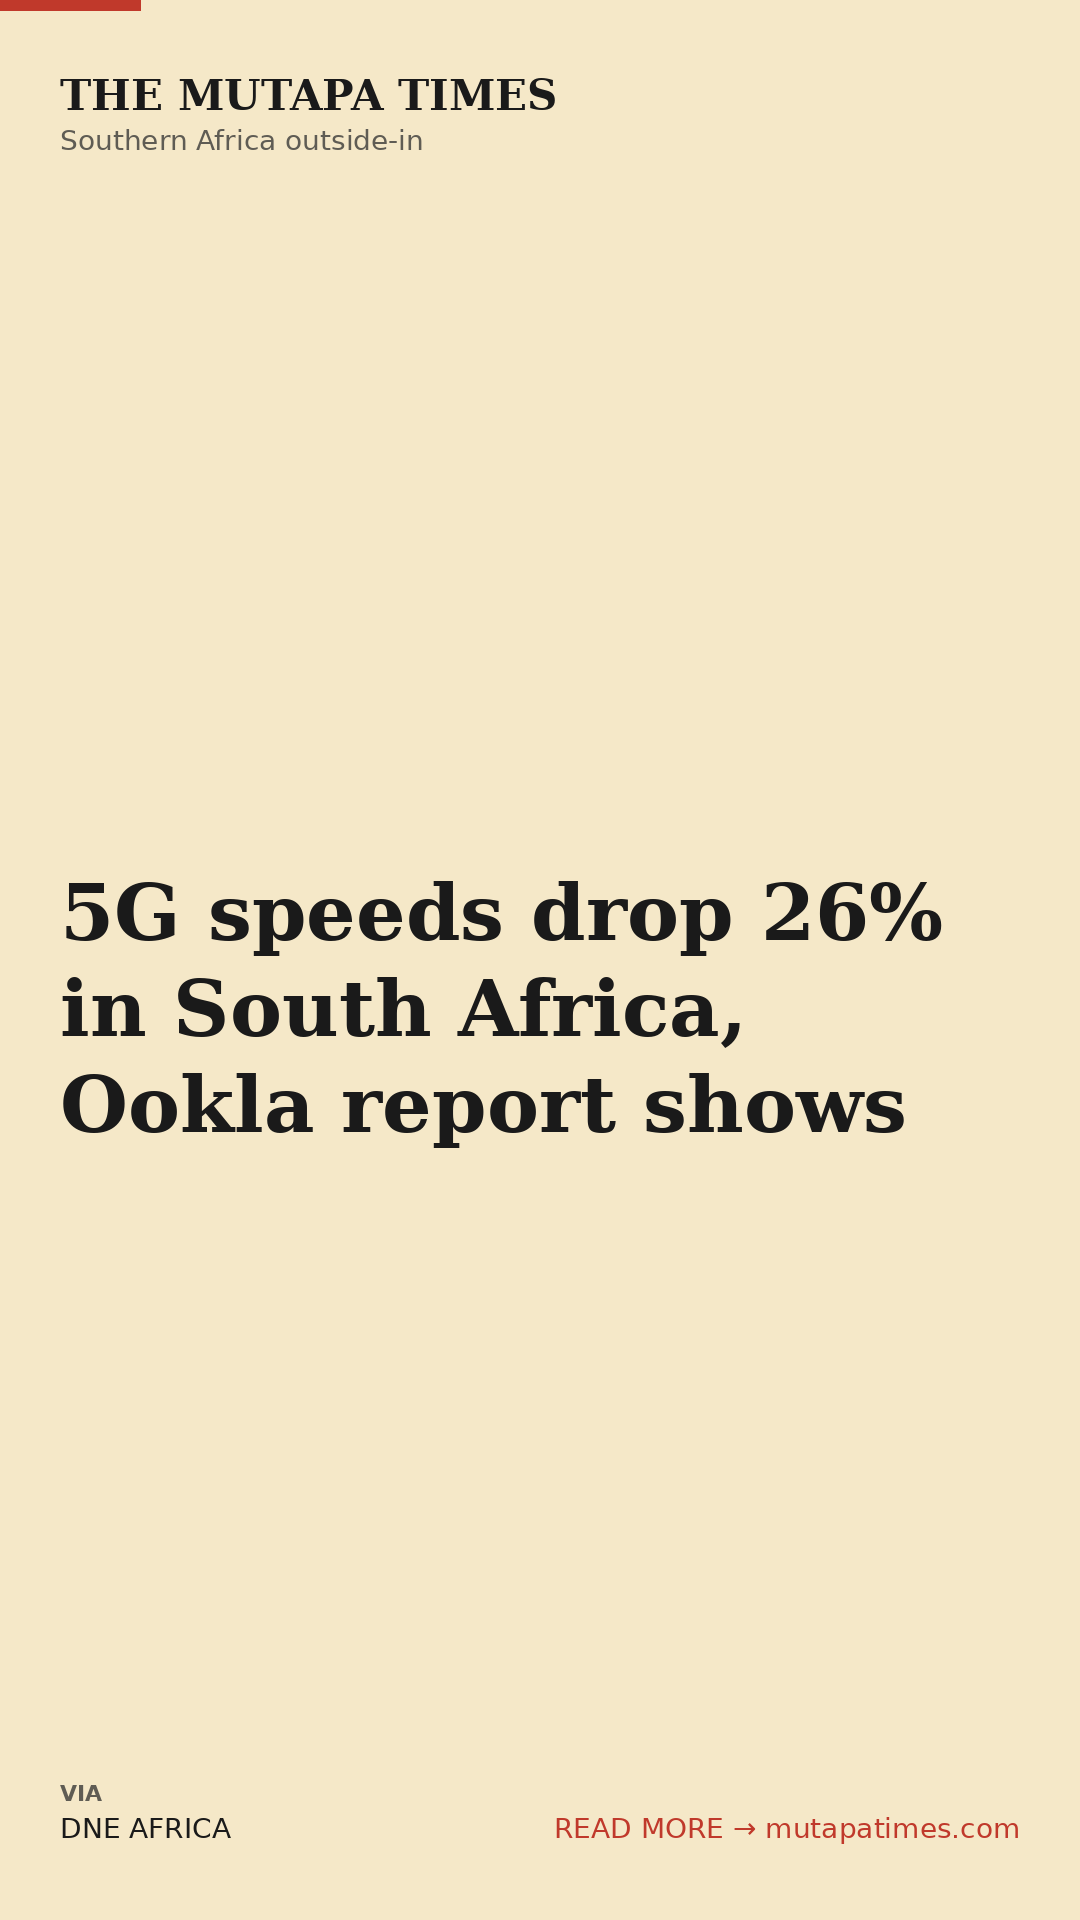 THE MUTAPA TIMES
Southern Africa outside-in
5G speeds drop 26%
in South Africa,
Ookla report shows
VIA
DNE AFRICA
READ MORE → mutapatimes.com